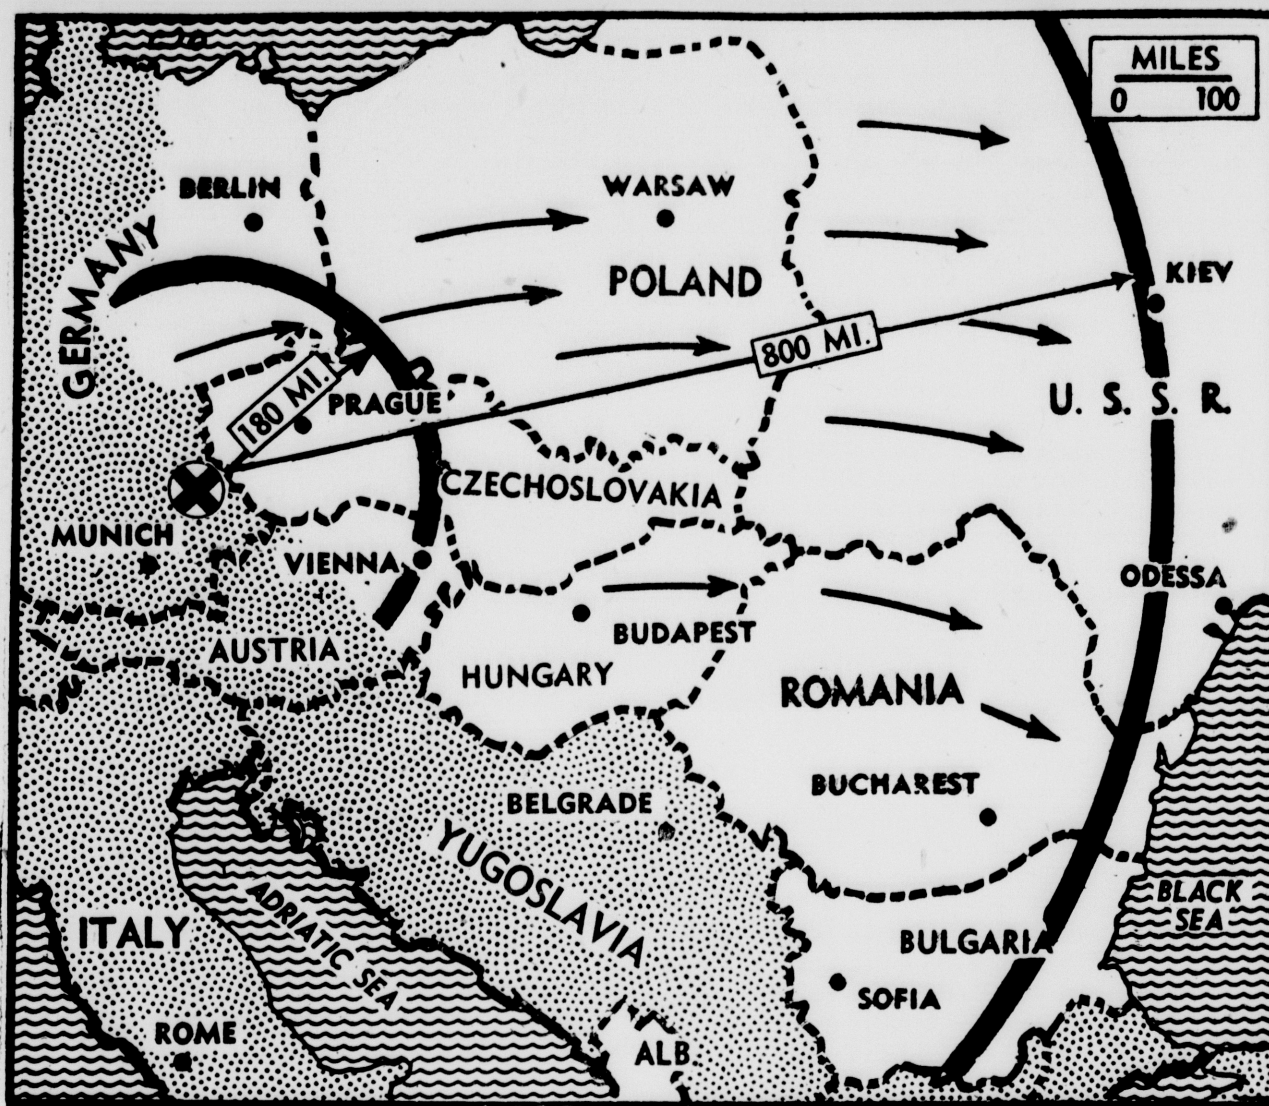 MILES
0 100
BERLIN
WARSAW
GERMANY
POLAND
KIEV
800 MI.
180 MI.
PRAGUE
U. S. S. R.
CZECHOSLOVAKIA
MUNICH
VIENNA
ODESSA
BUDAPEST
AUSTRIA
HUNGARY
ROMANIA
BUCHAREST
BELGRADE
YUGOSLAVIA
ADRIATIC SEA
ITALY
BLACK
SEA
BULGARIA
SOFIA
ROME
ALB